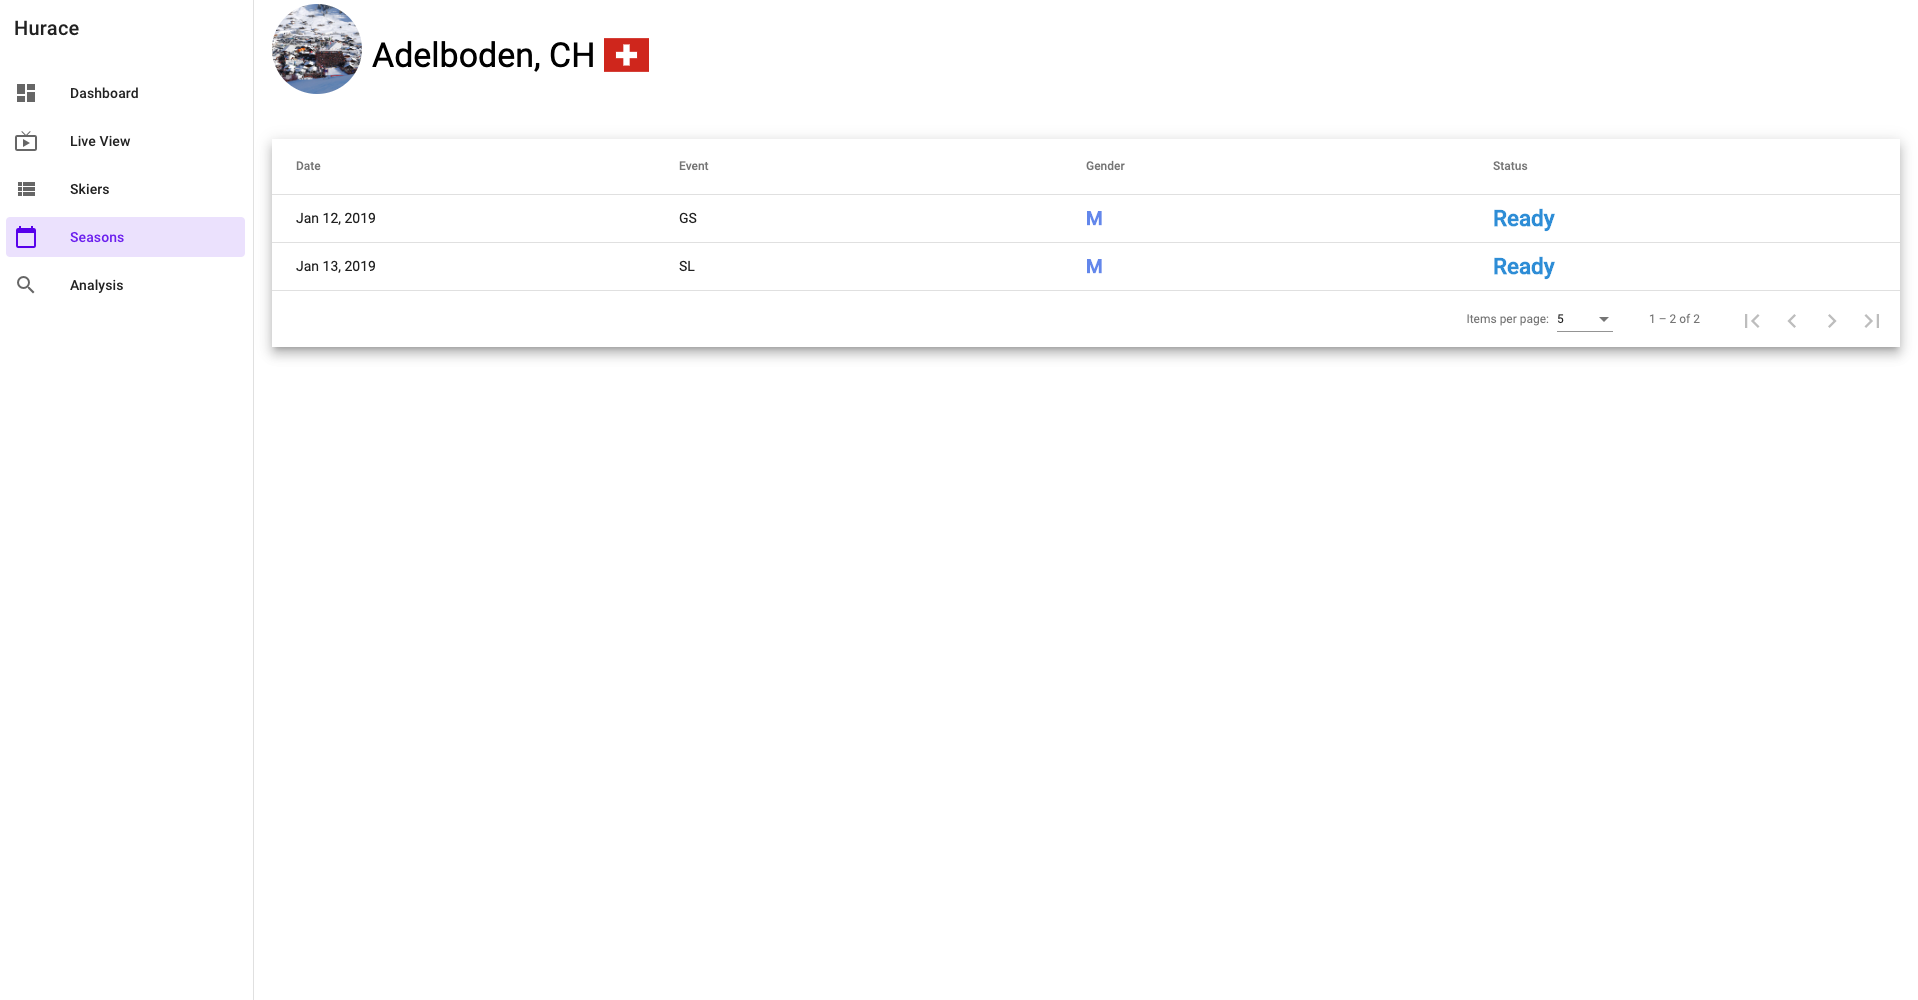 Hurace
Dashboard
Live View
Skiers
Seasons
Analysis
Adelboden, CH
Date Event Gender Status
Jan 12, 2019 GS M Ready
Jan 13, 2019 SL M Ready
Items per page: 5 1 – 2 of 2